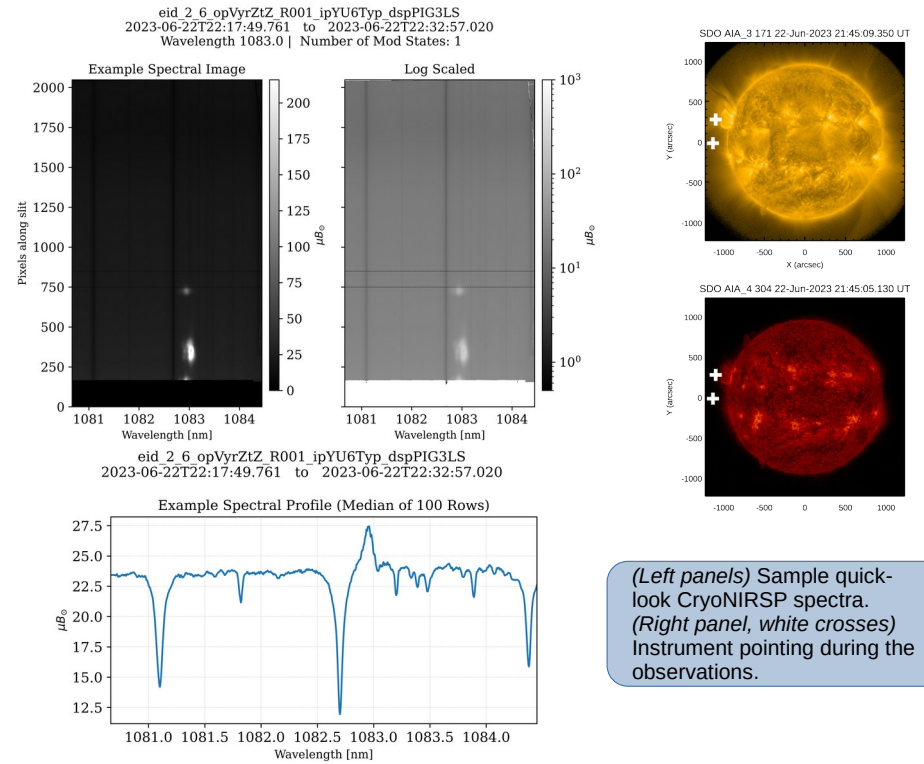 eid_2_6_opVyrZtZ_R001_ipYU6Typ_dspPIG3LS
2023-06-22T22:17:49.761 to 2023-06-22T22:32:57.020
Wavelength 1083.0 | Number of Mod States: 1
Example Spectral Image
Log Scaled
2000
1750
1500
1250
1000
750
500
250
0
Pixels along slit
1081 1082 1083 1084
Wavelength [nm]
200
175
150
125
100
75
50
25
0
μB⊙
1081 1082 1083 1084
Wavelength [nm]
10³
10²
10¹
10⁰
μB⊙
eid_2_6_opVyrZtZ_R001_ipYU6Typ_dspPIG3LS
2023-06-22T22:17:49.761 to 2023-06-22T22:32:57.020
Example Spectral Profile (Median of 100 Rows)
27.5
25.0
22.5
20.0
17.5
15.0
12.5
μB⊙
1081.0 1081.5 1082.0 1082.5 1083.0 1083.5 1084.0
Wavelength [nm]
SDO AIA_3 171 22-Jun-2023 21:45:09.350 UT
1000
500
0
-500
-1000
Y (arcsec)
-1000 -500 0 500 1000
X (arcsec)
SDO AIA_4 304 22-Jun-2023 21:45:05.130 UT
1000
500
0
-500
-1000
Y (arcsec)
-1000 -500 0 500 1000
(Left panels) Sample quick-
look CryoNIRSP spectra.
(Right panel, white crosses)
Instrument pointing during the
observations.